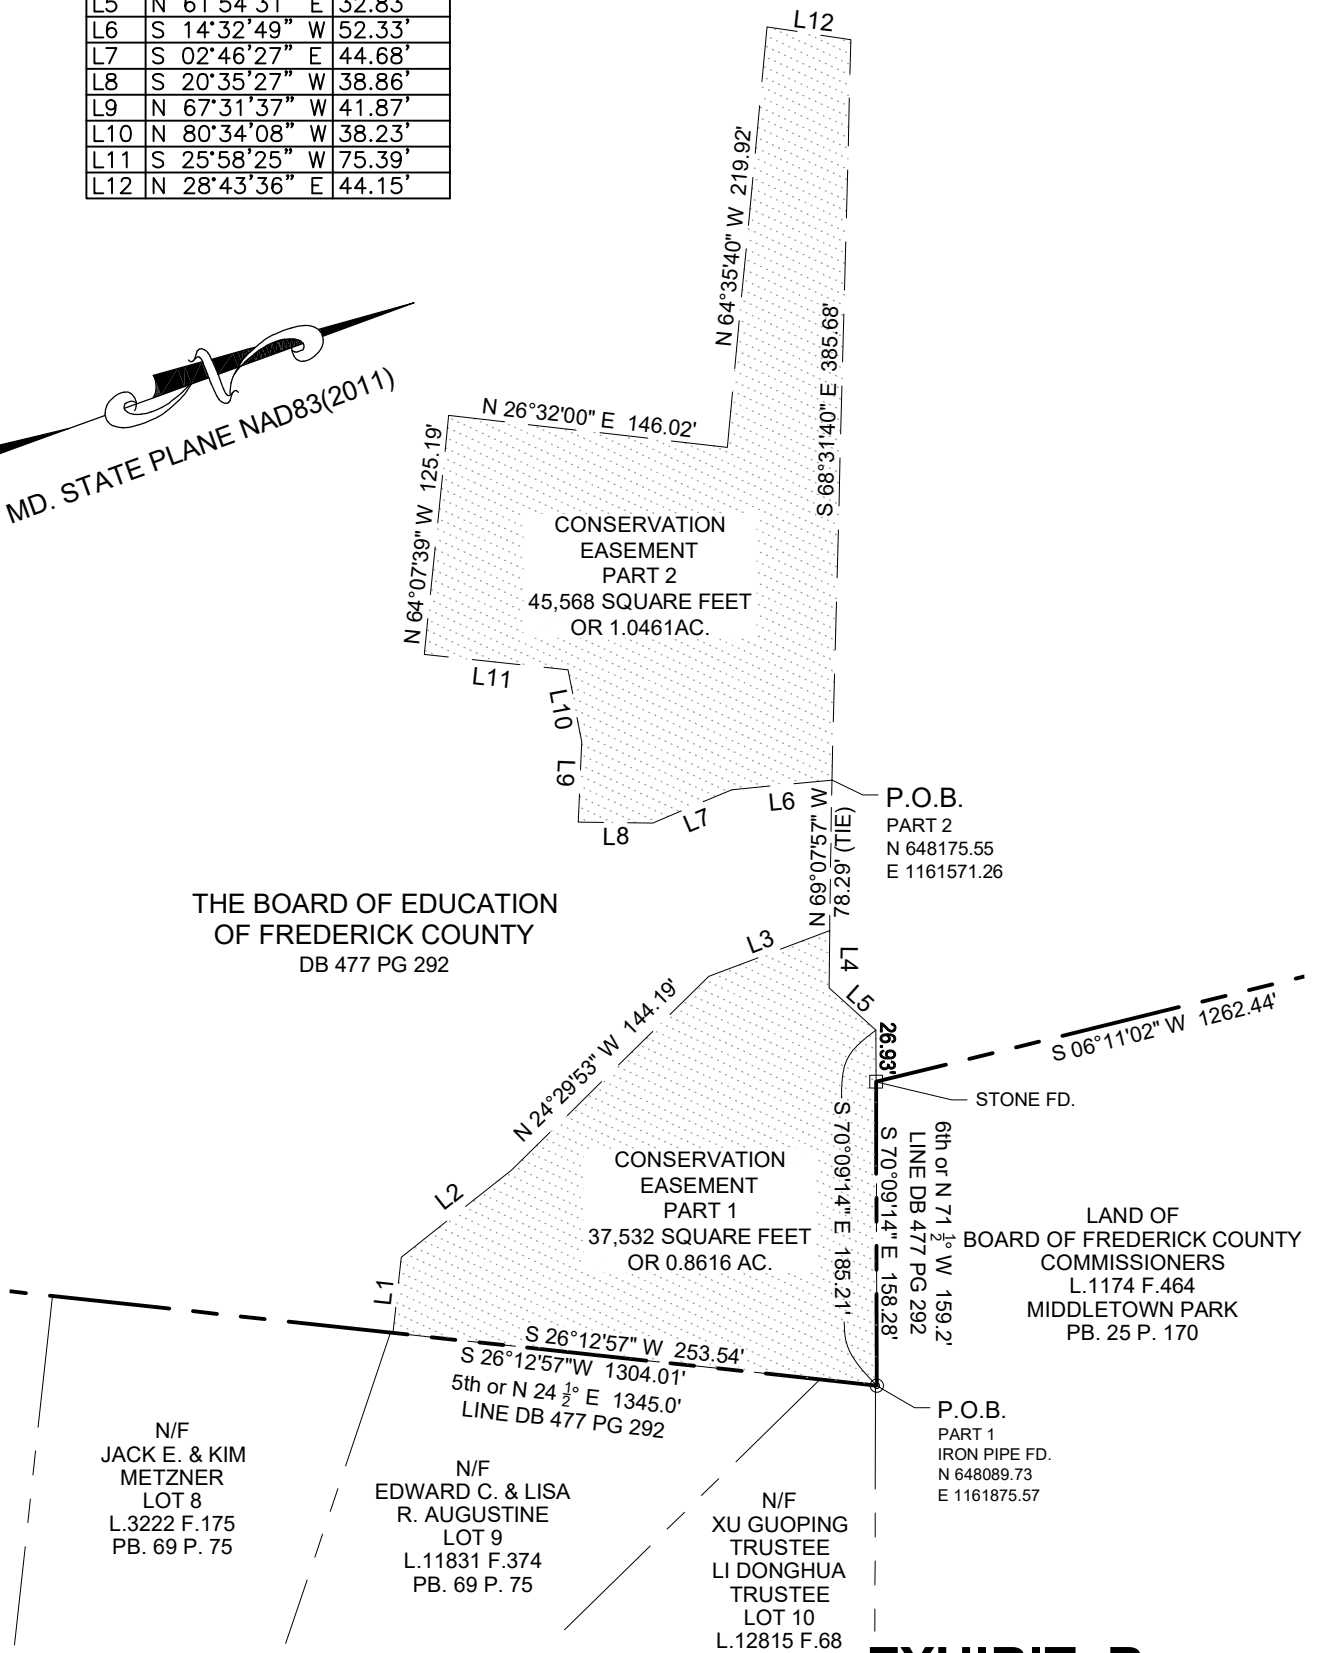 L5 N 61°54'31" E 32.83'
L6 S 14°32'49" W 52.33'
L7 S 02°46'27" E 44.68'
L8 S 20°35'27" W 38.86'
L9 N 67°31'37" W 41.87'
L10 N 80°34'08" W 38.23'
L11 S 25°58'25" W 75.39'
L12 N 28°43'36" E 44.15'
L12
N 64°35'40" W 219.92'
S 68°31'40" E 385.68'
N
MD. STATE PLANE NAD83(2011)
N 26°32'00" E 146.02'
N 64°07'39" W 125.19'
CONSERVATION
EASEMENT
PART 2
45,568 SQUARE FEET
OR 1.0461AC.
L11
L10
L9
L8
L7
L6
P.O.B.
PART 2
N 648175.55
E 1161571.26
N 69°07'57" W
78.29' (TIE)
THE BOARD OF EDUCATION
OF FREDERICK COUNTY
DB 477 PG 292
L3
L4
L5
N 24°29'53" W 144.19'
26.93'
S 06°11'02" W 1262.44'
STONE FD.
L2
L1
CONSERVATION
EASEMENT
PART 1
37,532 SQUARE FEET
OR 0.8616 AC.
S 70°09'14" E 185.21'
S 70°09'14" E 158.28'
6th or N 71 1/2° W 159.2'
LINE DB 477 PG 292
LAND OF
BOARD OF FREDERICK COUNTY
COMMISSIONERS
L.1174 F.464
MIDDLETOWN PARK
PB. 25 P. 170
S 26°12'57" W 253.54'
S 26°12'57"W 1304.01'
5th or N 24 1/2° E 1345.0'
LINE DB 477 PG 292
P.O.B.
PART 1
IRON PIPE FD.
N 648089.73
E 1161875.57
N/F
JACK E. & KIM
METZNER
LOT 8
L.3222 F.175
PB. 69 P. 75
N/F
EDWARD C. & LISA
R. AUGUSTINE
LOT 9
L.11831 F.374
PB. 69 P. 75
N/F
XU GUOPING
TRUSTEE
LI DONGHUA
TRUSTEE
LOT 10
L.12815 F.68